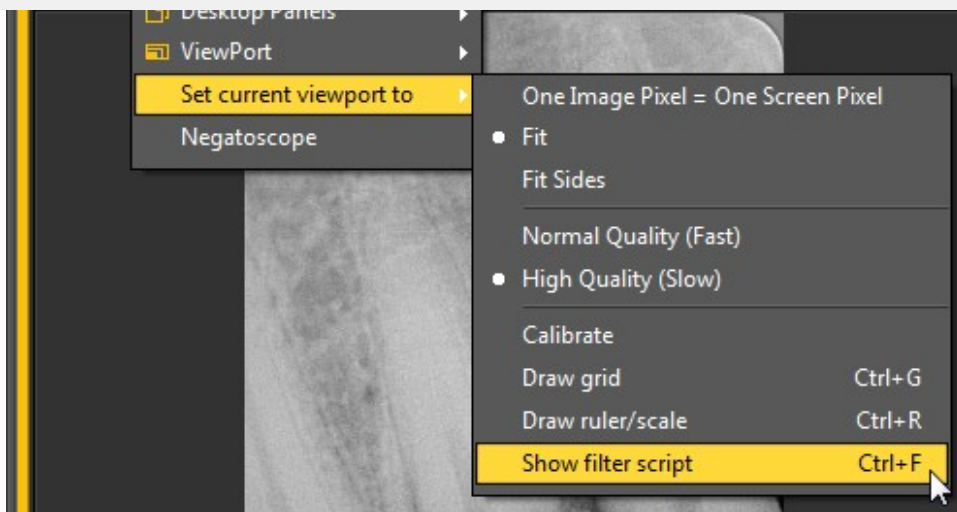 Desktop Panels
ViewPort
Set current viewport to
Negatoscope
One Image Pixel = One Screen Pixel
Fit
Fit Sides
Normal Quality (Fast)
High Quality (Slow)
Calibrate
Draw grid Ctrl+G
Draw ruler/scale Ctrl+R
Show filter script Ctrl+F